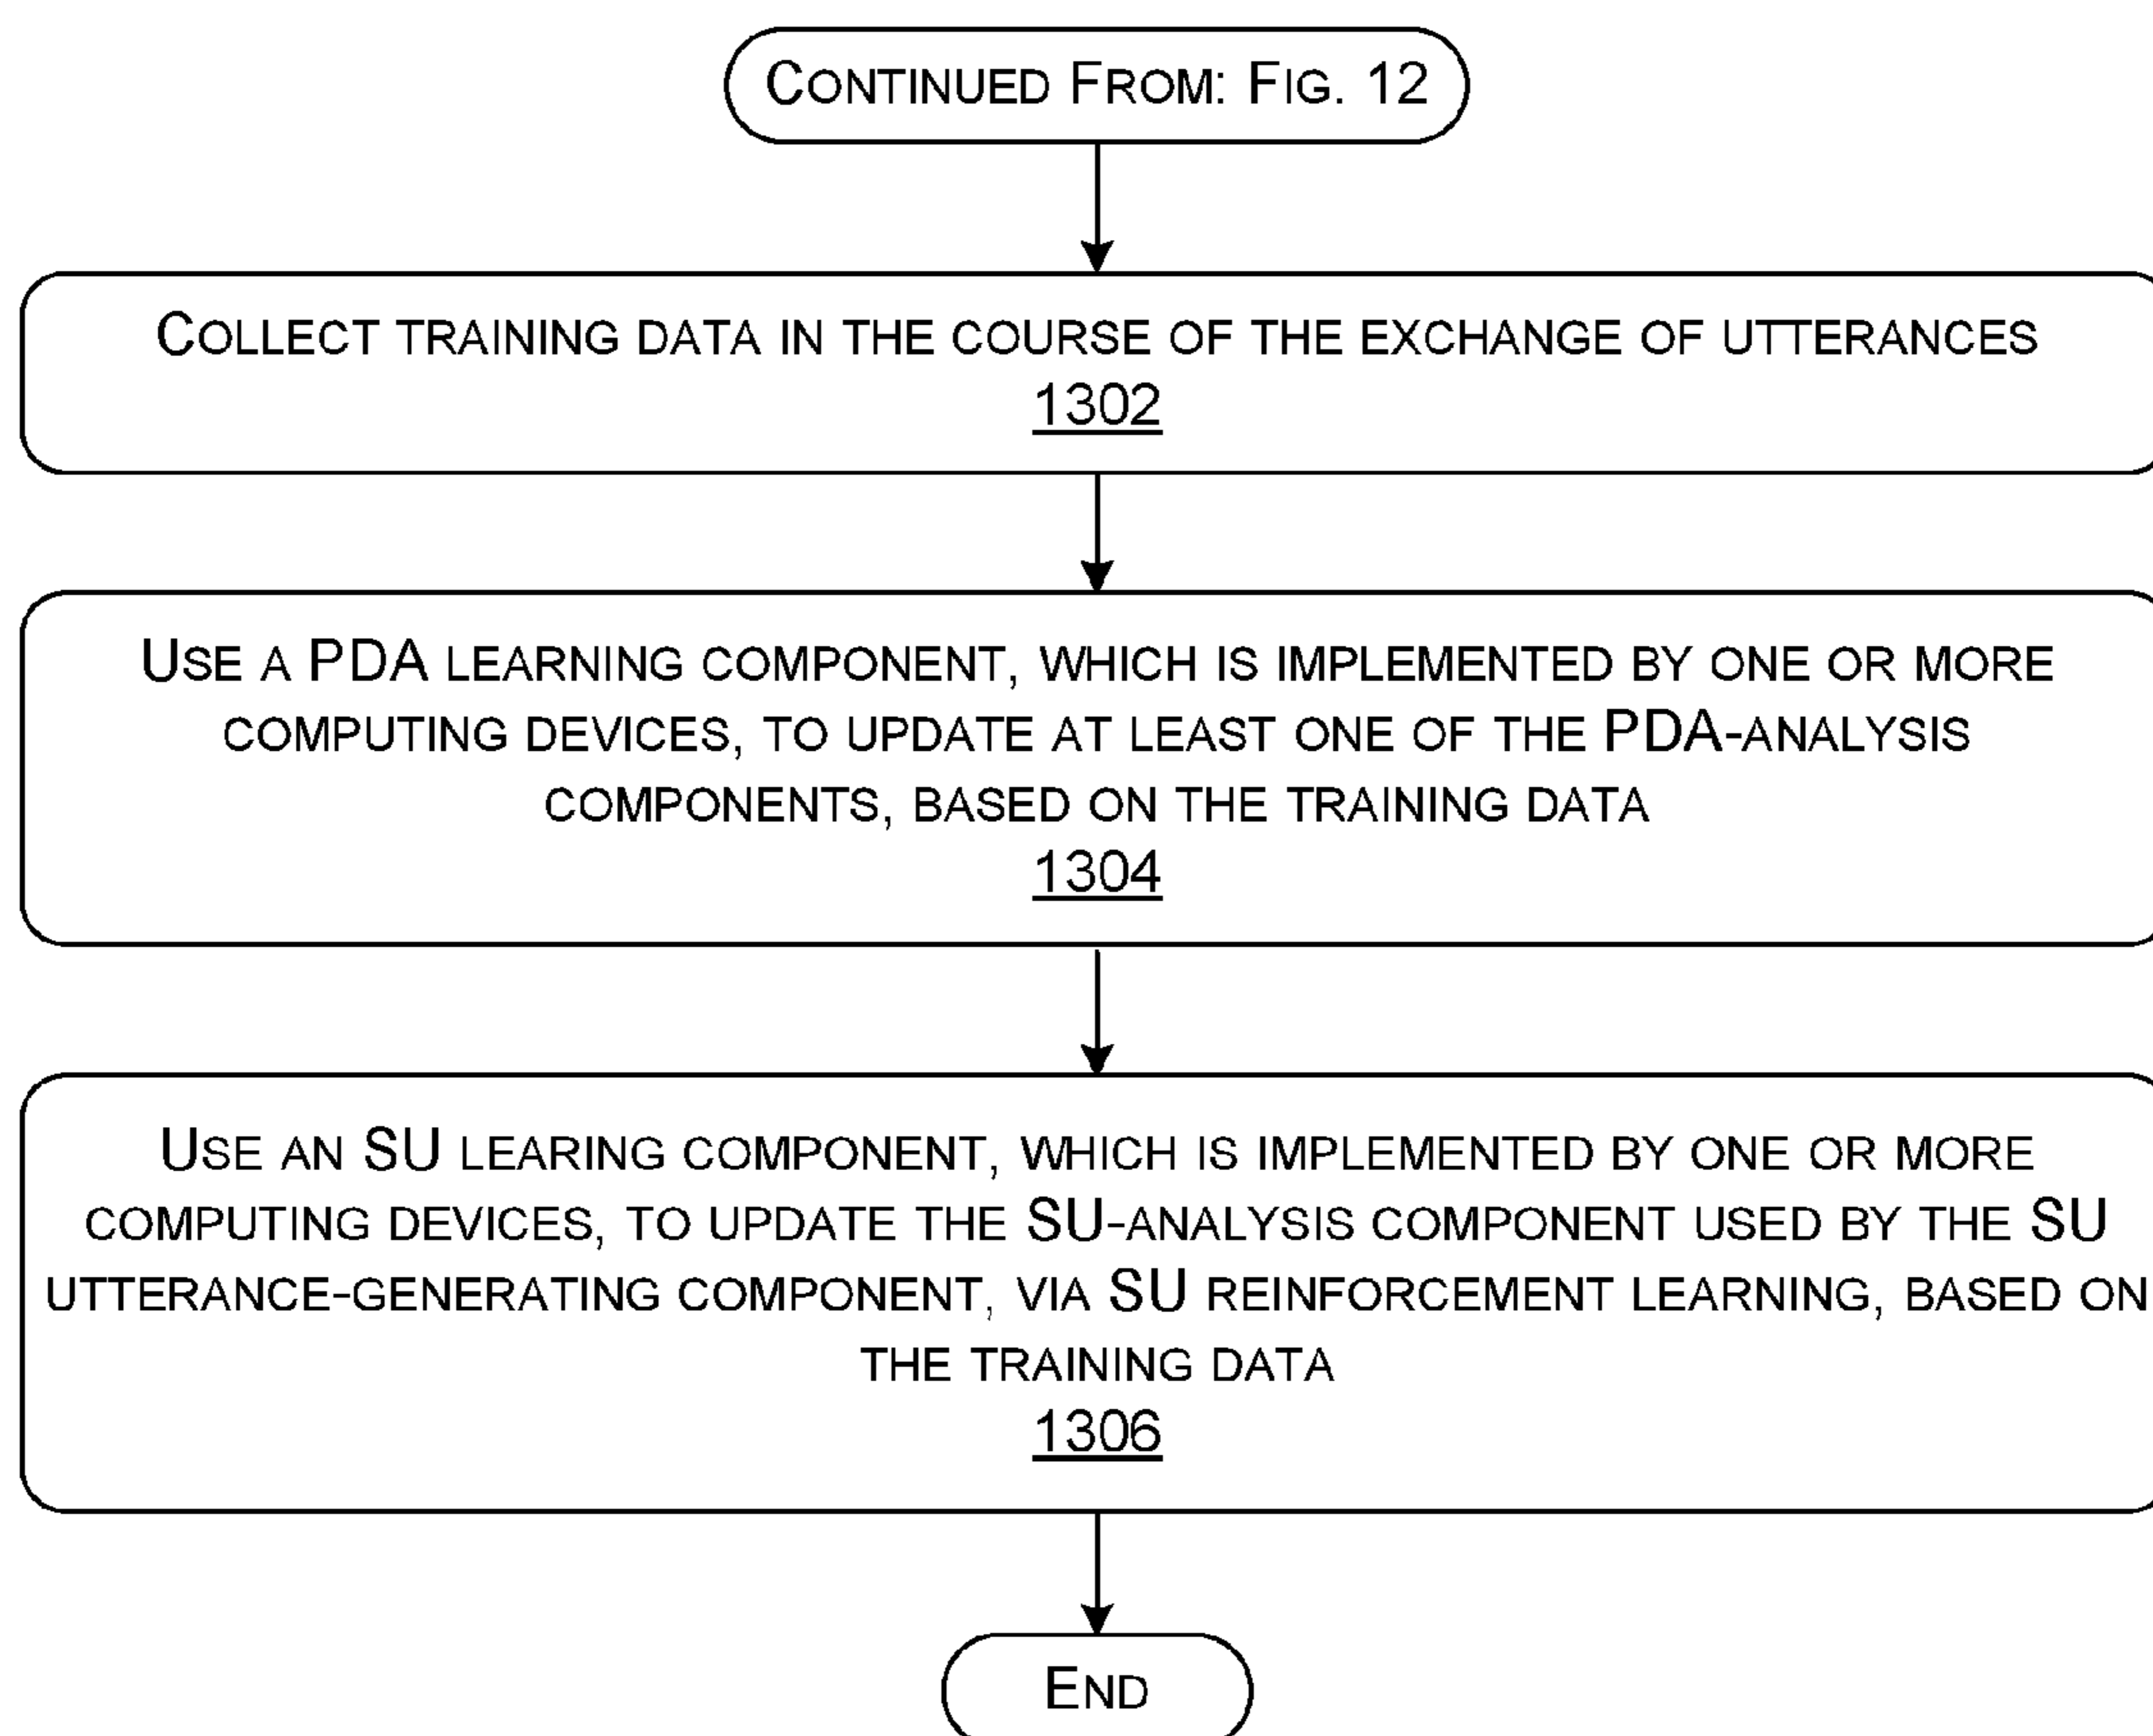 CONTINUED FROM: FIG. 12
COLLECT TRAINING DATA IN THE COURSE OF THE EXCHANGE OF UTTERANCES
1302
USE A PDA LEARNING COMPONENT, WHICH IS IMPLEMENTED BY ONE OR MORE
COMPUTING DEVICES, TO UPDATE AT LEAST ONE OF THE PDA-ANALYSIS
COMPONENTS, BASED ON THE TRAINING DATA
1304
USE AN SU LEARING COMPONENT, WHICH IS IMPLEMENTED BY ONE OR MORE
COMPUTING DEVICES, TO UPDATE THE SU-ANALYSIS COMPONENT USED BY THE SU
UTTERANCE-GENERATING COMPONENT, VIA SU REINFORCEMENT LEARNING, BASED ON
THE TRAINING DATA
1306
END